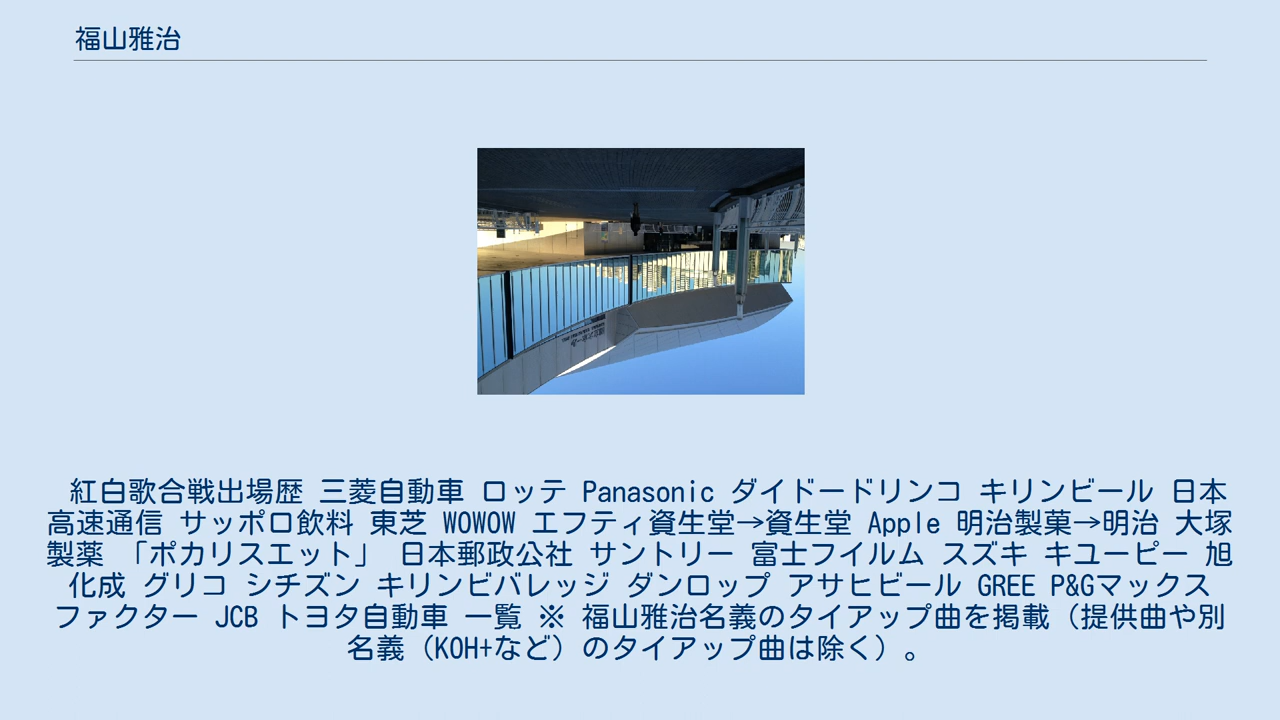 福山雅治
紅白歌合戦出場歴 三菱自動車 ロッテ Panasonic ダイドードリンコ キリンビール 日本
高速通信 サッポロ飲料 東芝 WOWOW エフティ資生堂→資生堂 Apple 明治製菓→明治 大塚
製薬 「ポカリスエット」 日本郵政公社 サントリー 富士フイルム スズキ キユーピー 旭
化成 グリコ シチズン キリンビバレッジ ダンロップ アサヒビール GREE P&Gマックス
ファクター JCB トヨタ自動車 一覧 ※ 福山雅治名義のタイアップ曲を掲載（提供曲や別
名義（KOH+など）のタイアップ曲は除く）。